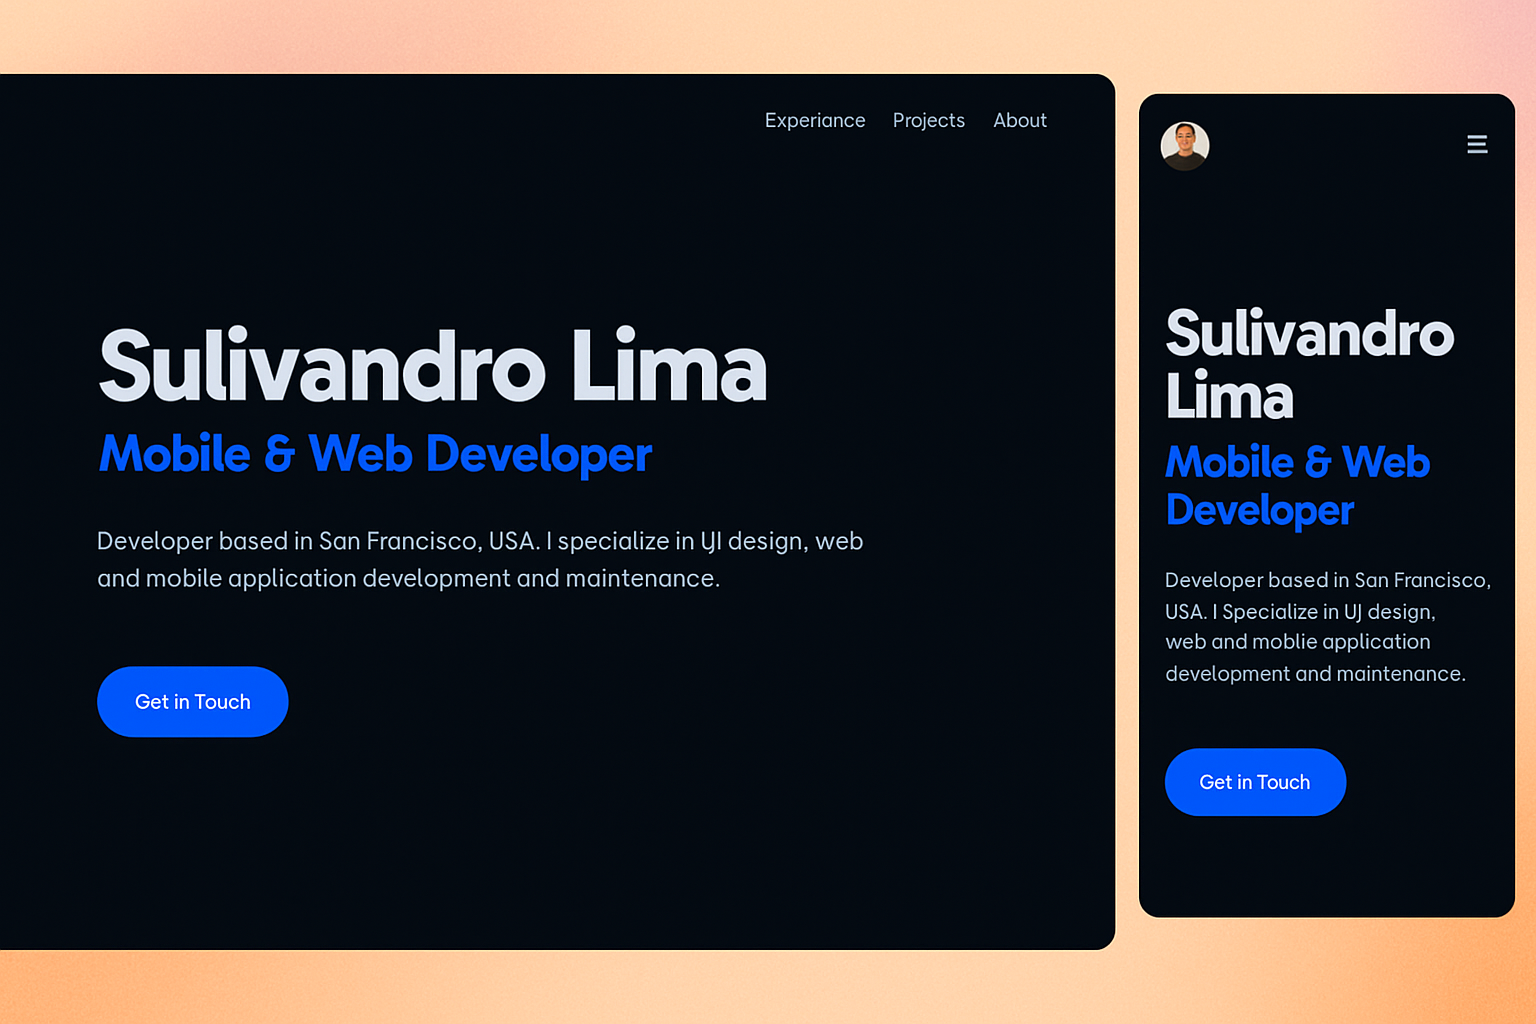 Experiance Projects About
Sulivandro Lima
Mobile & Web Developer
Developer based in San Francisco, USA. I specialize in UI design, web
and mobile application development and maintenance.
Get in Touch
Sulivandro
Lima
Mobile & Web
Developer
Developer based in San Francisco,
USA. I Specialize in UI design,
web and moblie application
development and maintenance.
Get in Touch